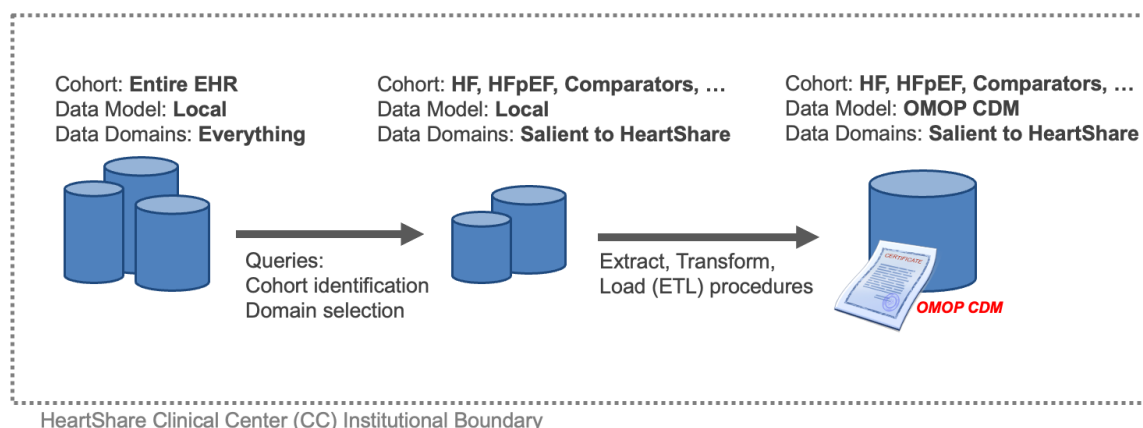 Cohort: Entire EHR
Data Model: Local
Data Domains: Everything
Cohort: HF, HFpEF, Comparators, …
Data Model: Local
Data Domains: Salient to HeartShare
Cohort: HF, HFpEF, Comparators, …
Data Model: OMOP CDM
Data Domains: Salient to HeartShare
Queries:
Cohort identification
Domain selection
Extract, Transform,
Load (ETL) procedures
CERTIFICATE
OMOP CDM
HeartShare Clinical Center (CC) Institutional Boundary